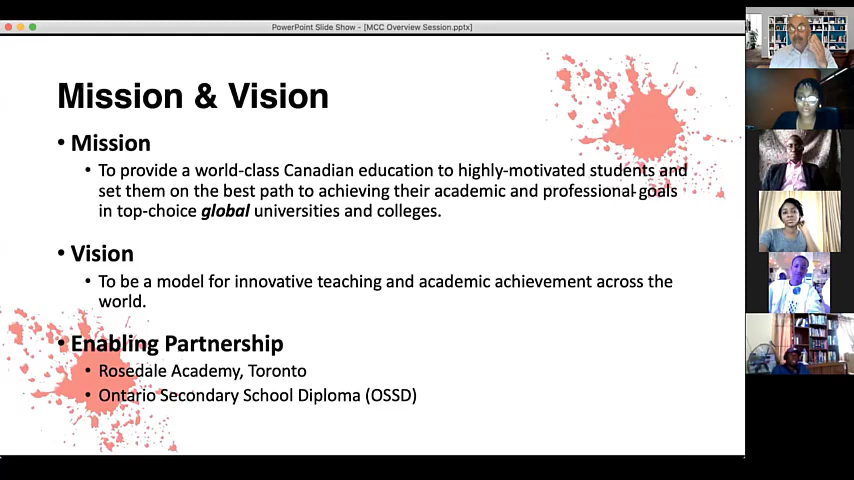 PowerPoint Slide Show - [MCC Overview Session.pptx]
Mission & Vision
• Mission
• To provide a world-class Canadian education to highly-motivated students and
set them on the best path to achieving their academic and professional goals
in top-choice global universities and colleges.
• Vision
• To be a model for innovative teaching and academic achievement across the
world.
• Enabling Partnership
• Rosedale Academy, Toronto
• Ontario Secondary School Diploma (OSSD)